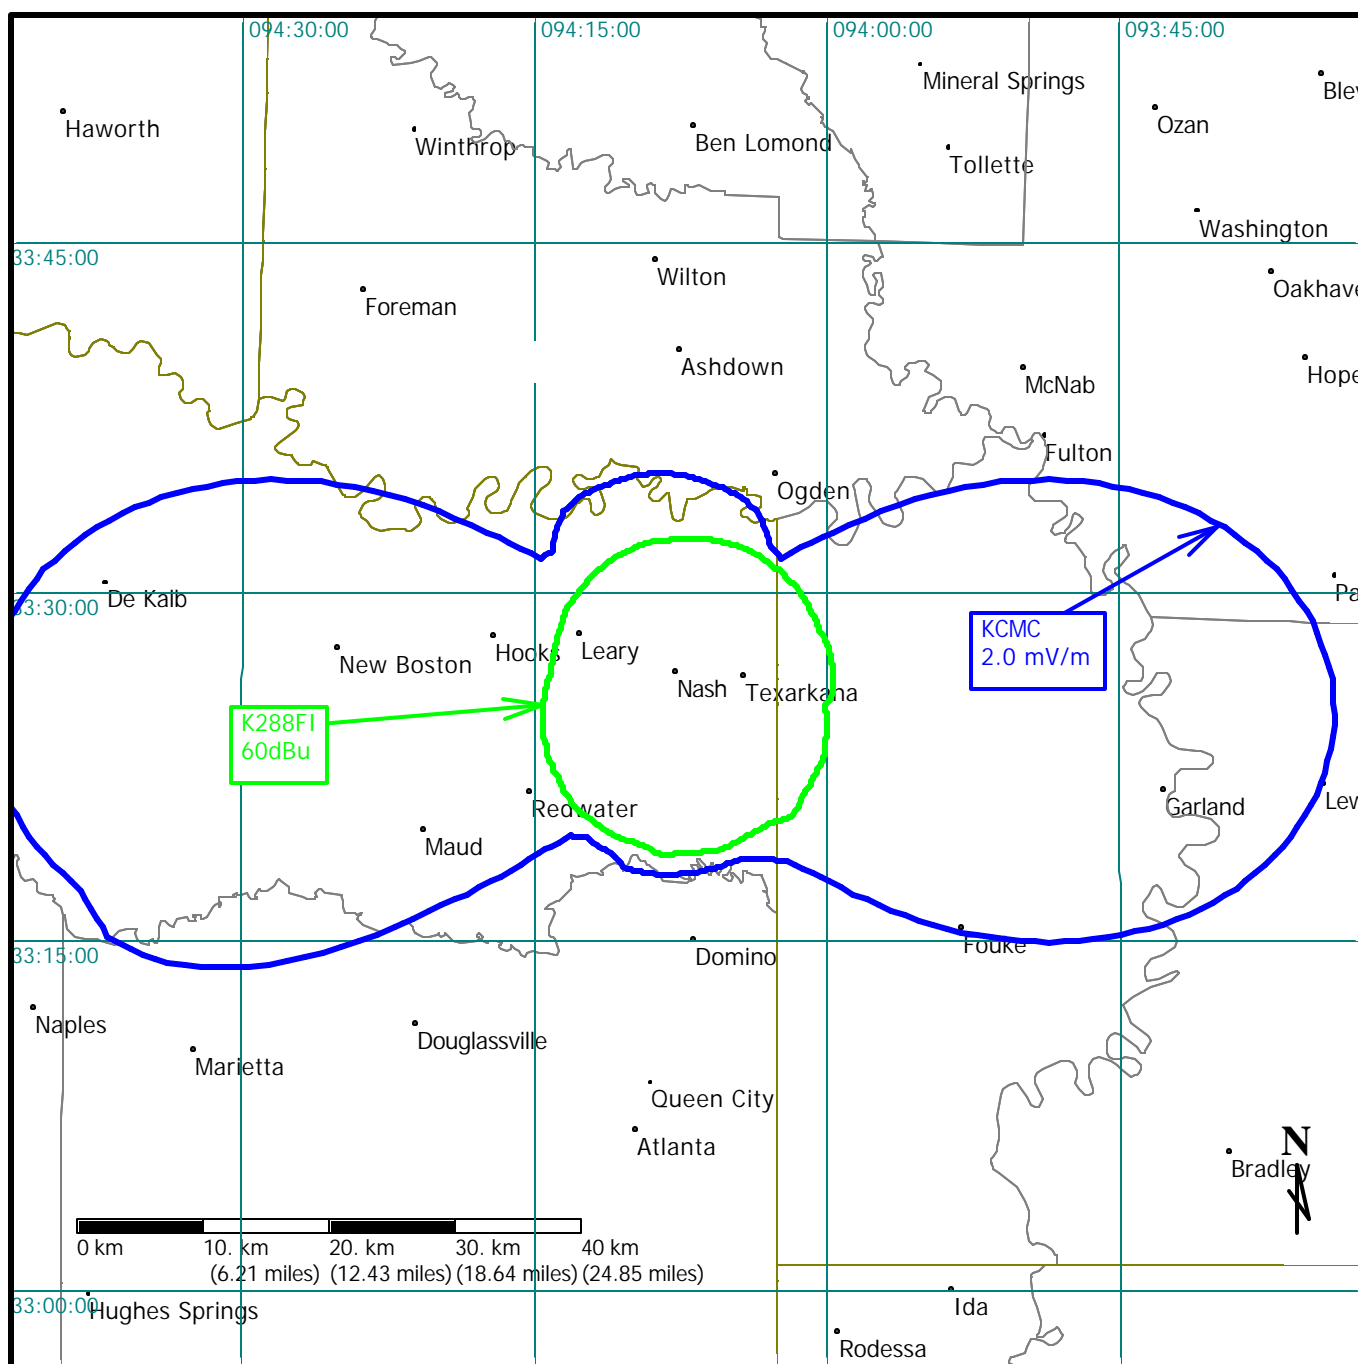 094:30:00
094:15:00
094:00:00
093:45:00
Mineral Springs
Blev
Haworth
Winthrop
Ben Lomond
Ozan
Tollette
Washington
33:45:00
Wilton
Oakhave
Foreman
Ashdown
McNab
Hope
Fulton
Ogden
De Kalb
33:30:00
Pa
KCMC
2.0 mV/m
New Boston
Hooks
Leary
Nash
Texarkana
K288FI
60dBu
Redwater
Garland
Lew
Maud
33:15:00
Domino
Fouke
Naples
Marietta
Douglassville
Queen City
Atlanta
N
Bradley
0 km 10. km 20. km 30. km 40 km
(6.21 miles) (12.43 miles) (18.64 miles) (24.85 miles)
33:00:00
Hughes Springs
Ida
Rodessa